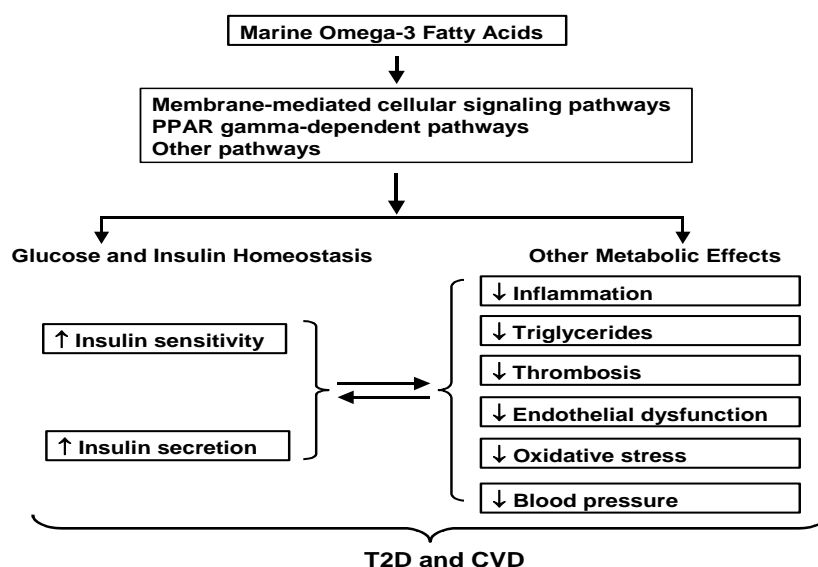 Marine Omega-3 Fatty Acids
Membrane-mediated cellular signaling pathways
PPAR gamma-dependent pathways
Other pathways
Glucose and Insulin Homeostasis
Other Metabolic Effects
↑ Insulin sensitivity
↑ Insulin secretion
↓ Inflammation
↓ Triglycerides
↓ Thrombosis
↓ Endothelial dysfunction
↓ Oxidative stress
↓ Blood pressure
T2D and CVD